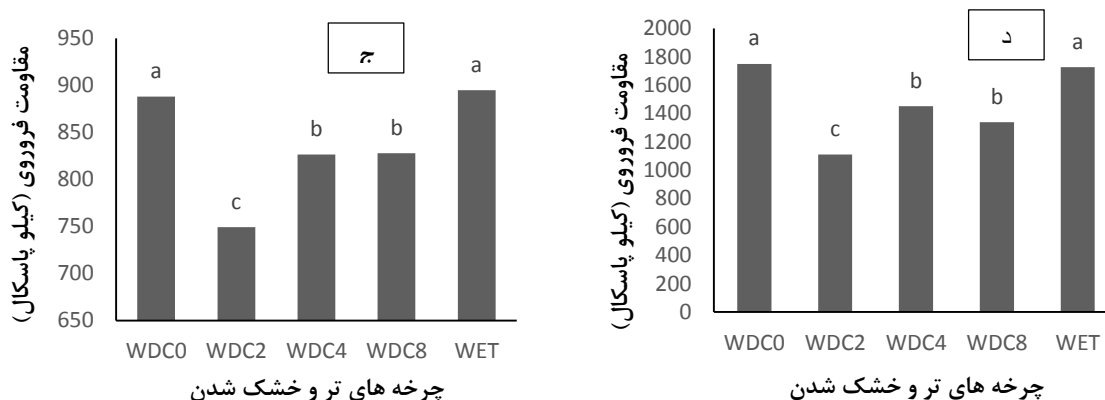 ج
مقاومت فروروی (کیلو پاسکال)
950
900
850
800
750
700
650
a
c
b
b
a
WDC0 WDC2 WDC4 WDC8 WET
چرخه های تر و خشک شدن
د
مقاومت فروروی (کیلو پاسکال)
2000
1800
1600
1400
1200
1000
800
600
400
200
0
a
c
b
b
a
WDC0 WDC2 WDC4 WDC8 WET
چرخه های تر و خشک شدن